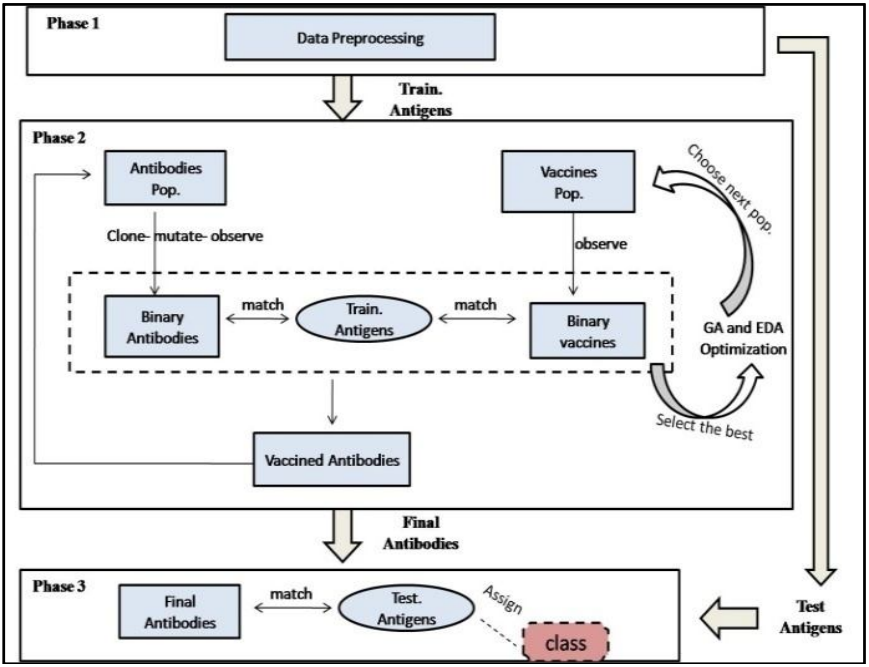 Phase 1
Data Preprocessing
Train.
Antigens
Phase 2
Antibodies
Pop.
Vaccines
Pop.
Choose next pop.
Clone- mutate- observe
observe
Binary
Antibodies
match
Train.
Antigens
match
Binary
vaccines
GA and EDA
Optimization
Select the best
Vaccined Antibodies
Final
Antibodies
Phase 3
Final
Antibodies
match
Test.
Antigens
Assign
class
Test
Antigens